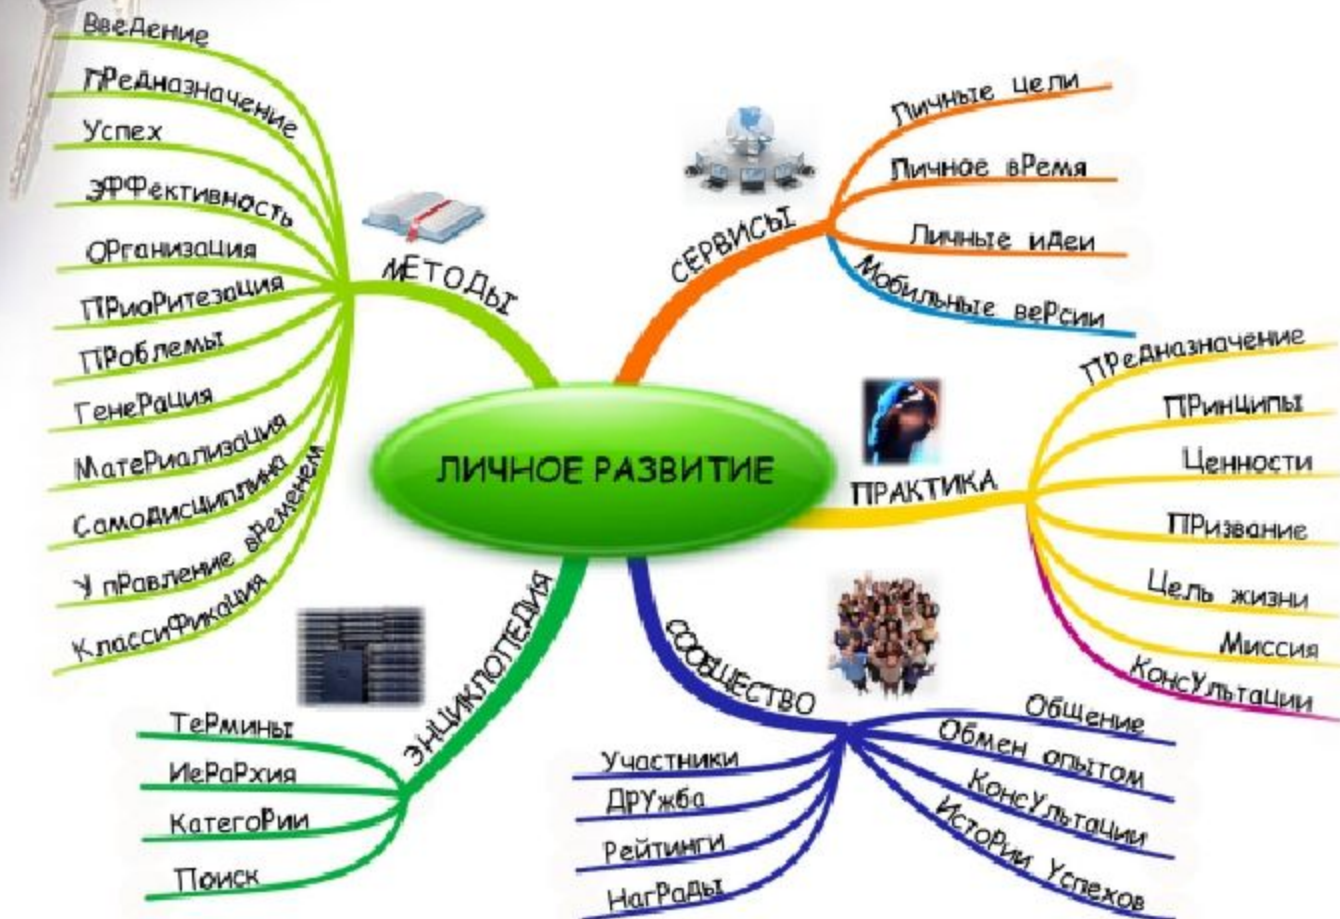 Введение
Предназначение
Успех
Эффективность
Организация
Приоритезация
Проблемы
Генерация
Материализация
Самодисциплина
Управление временем
Классификация
МЕТОДЫ
СЕРВИСЫ
Личные цели
Личное время
Личные идеи
Мобильные версии
ЛИЧНОЕ РАЗВИТИЕ
ПРАКТИКА
Предназначение
Принципы
Ценности
Призвание
Цель жизни
Миссия
Консультации
ЭНЦИКЛОПЕДИЯ
Термины
Иерархия
Категории
Поиск
СООБЩЕСТВО
Участники
Дружба
Рейтинги
Награды
Общение
Обмен опытом
Консультации
Истории успехов